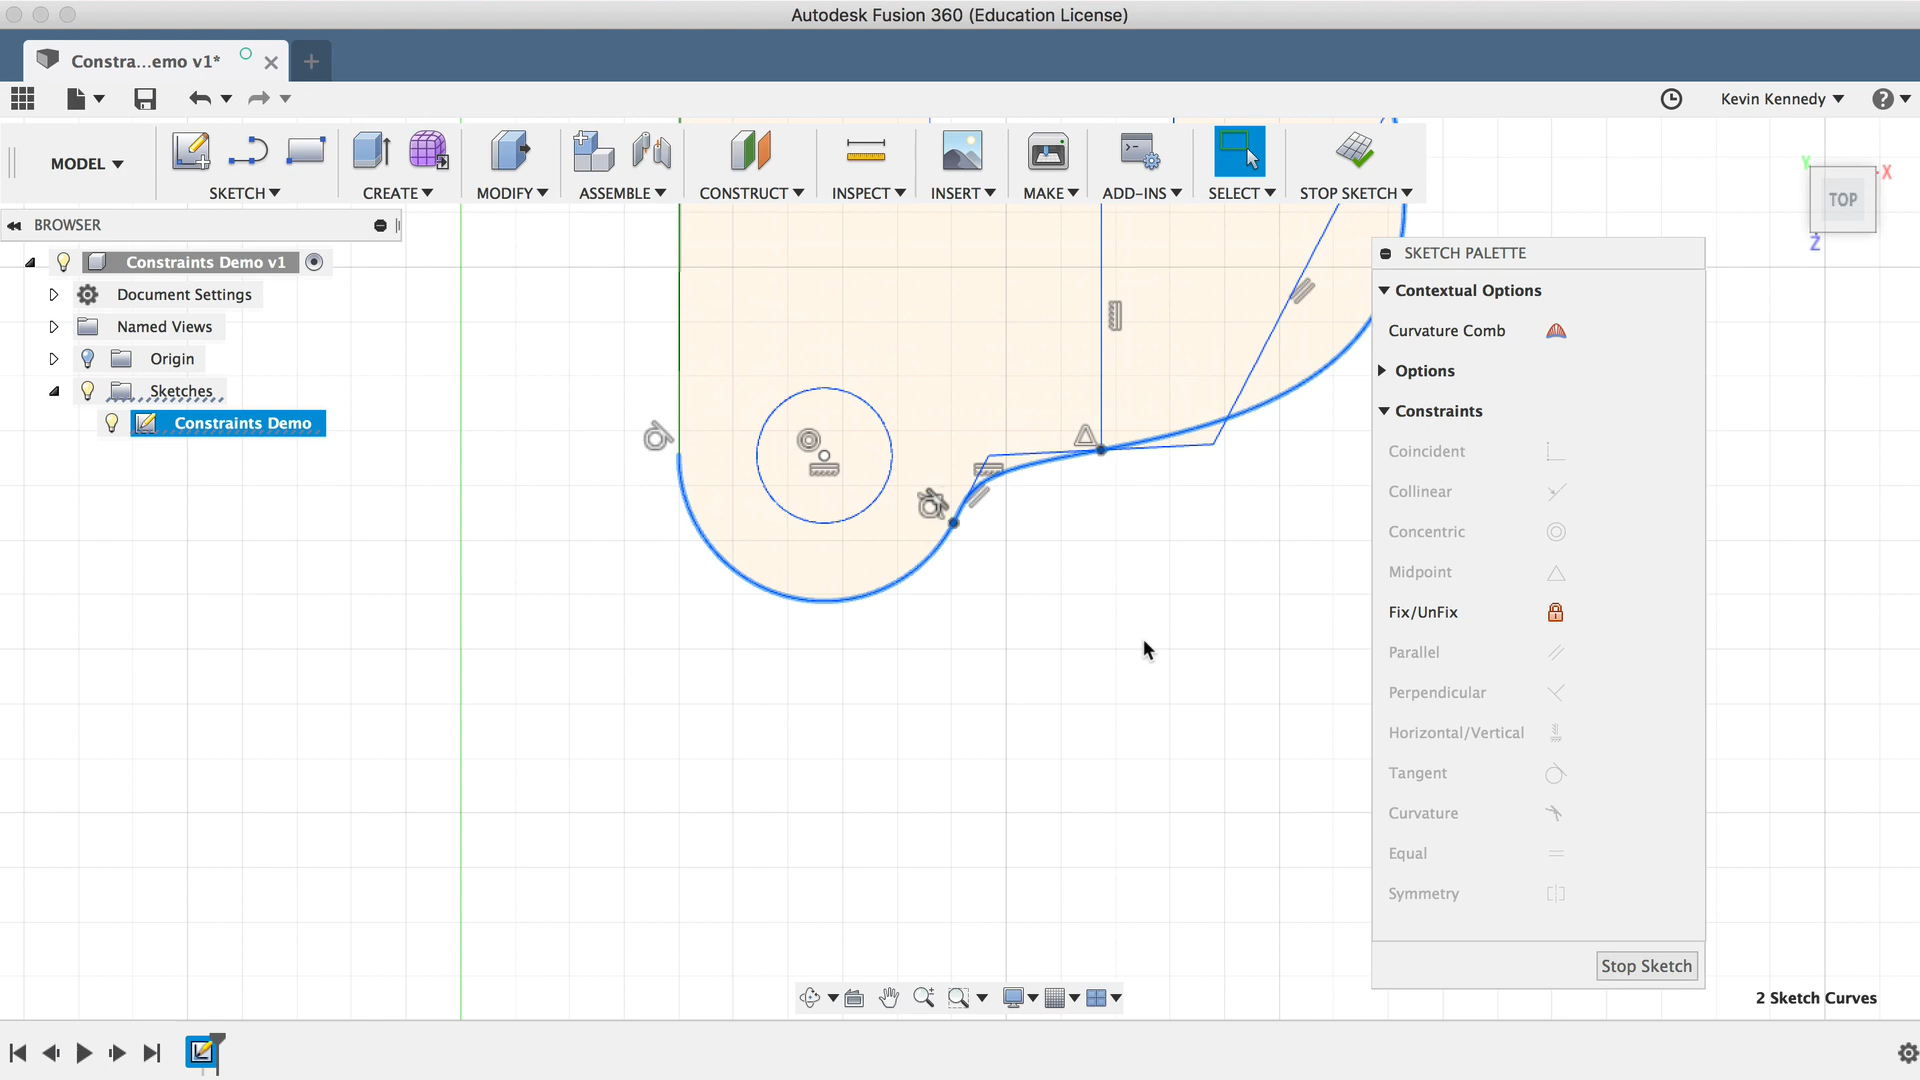 Autodesk Fusion 360 (Education License)
Constra...emo v1*
Kevin Kennedy
MODEL
SKETCH
CREATE
MODIFY
ASSEMBLE
CONSTRUCT
INSPECT
INSERT
MAKE
ADD-INS
SELECT
STOP SKETCH
Y
X
TOP
Z
BROWSER
Constraints Demo v1
Document Settings
Named Views
Origin
Sketches
Constraints Demo
SKETCH PALETTE
Contextual Options
Curvature Comb
Options
Constraints
Coincident
Collinear
Concentric
Midpoint
Fix/UnFix
Parallel
Perpendicular
Horizontal/Vertical
Tangent
Curvature
Equal
Symmetry
Stop Sketch
2 Sketch Curves